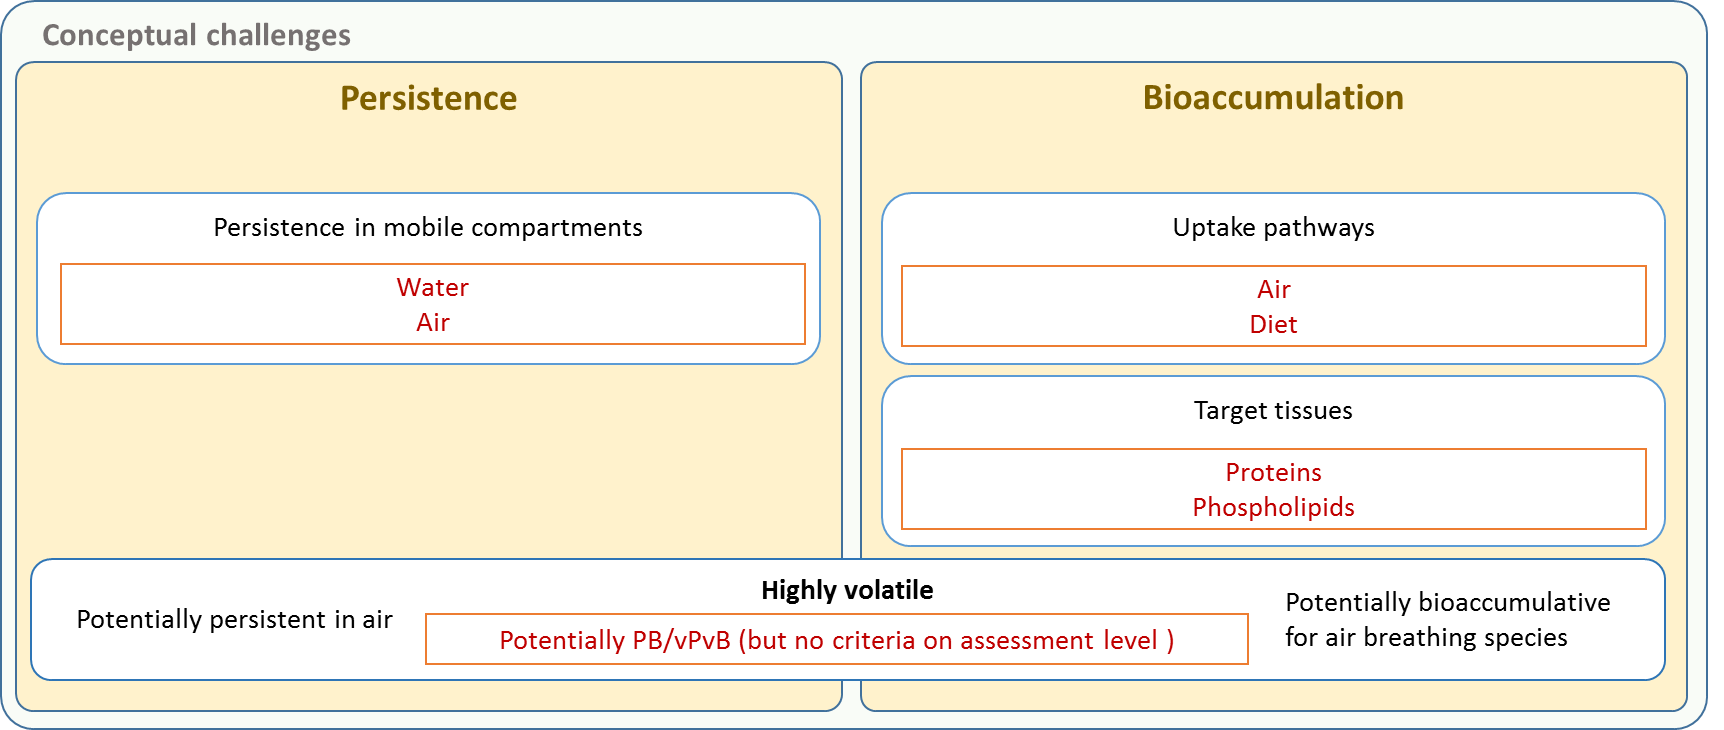 Conceptual challenges
Persistence
Persistence in mobile compartments
Water
Air
Bioaccumulation
Uptake pathways
Air
Diet
Target tissues
Proteins
Phospholipids
Highly volatile
Potentially persistent in air
Potentially PB/vPvB (but no criteria on assessment level )
Potentially bioaccumulative
for air breathing species